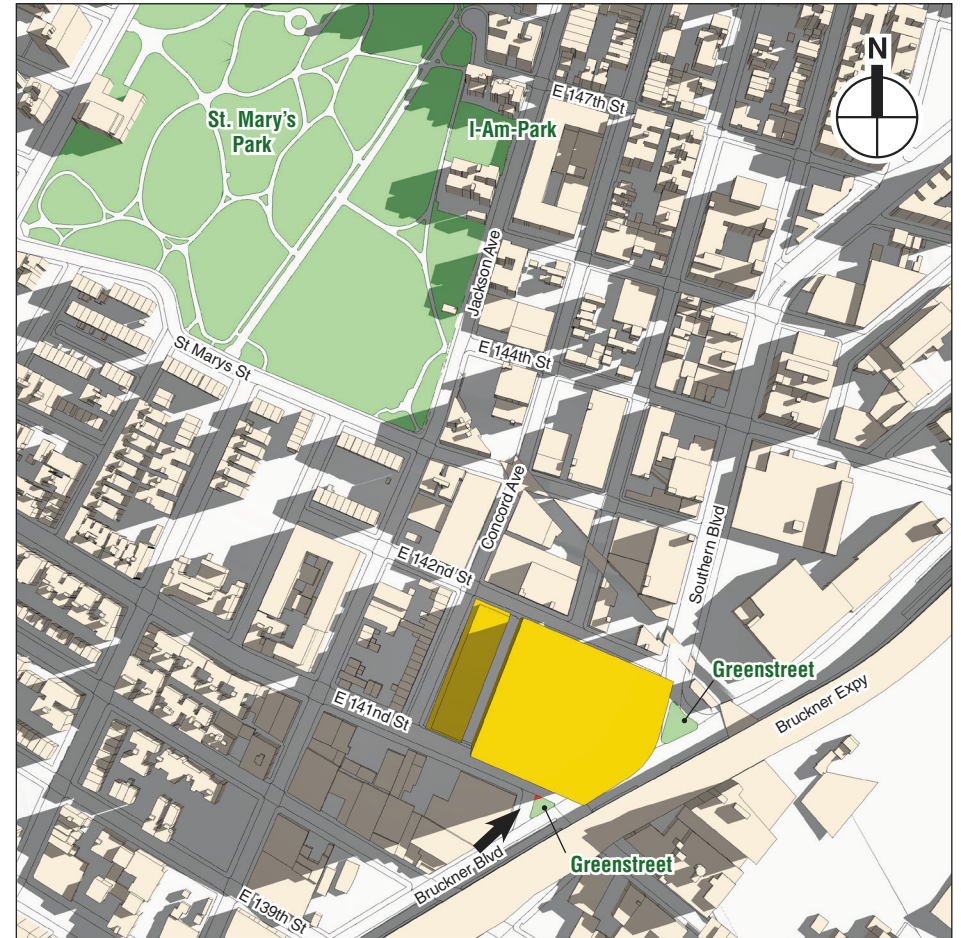 N
E 147th St
St. Mary's
Park
I-Am-Park
Jackson Ave
St Marys St
E 144th St
Concord Ave
Southern Blvd
E 142nd St
Greenstreet
Bruckner Expy
E 141nd St
Greenstreet
Bruckner Blvd
E 139th St